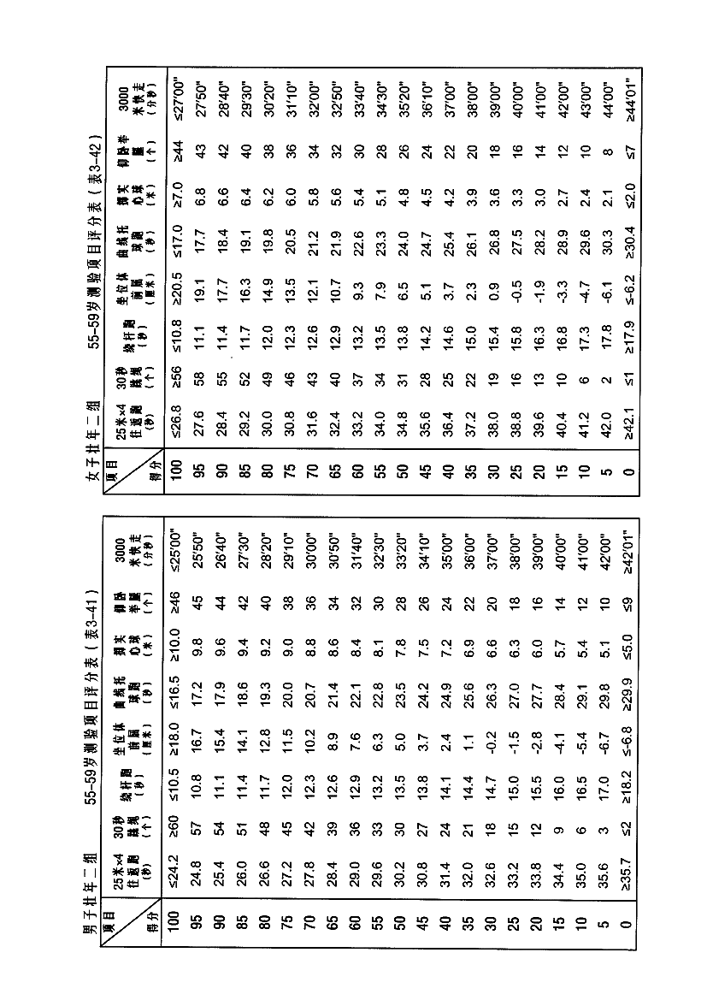 男子壮年二组 55-59岁测验项目评分表(表3-41)
项目 得分 25米×4往返跑(秒) 30秒跳绳(个) 绕杆跑(秒) 坐位体前屈(厘米) 曲线托球跑(秒) 掷实心球(米) 仰卧举腿(个) 3000米快走(分秒)
100 ≤24.2 ≥60 ≤10.5 ≥18.0 ≤16.5 ≥10.0 ≥46 ≤25'00"
95 24.8 57 10.8 16.7 17.2 9.8 45 25'50"
90 25.4 54 11.1 15.4 17.9 9.6 44 26'40"
85 26.0 51 11.4 14.1 18.6 9.4 42 27'30"
80 26.6 48 11.7 12.8 19.3 9.2 40 28'20"
75 27.2 45 12.0 11.5 20.0 9.0 38 29'10"
70 27.8 42 12.3 10.2 20.7 8.8 36 30'00"
65 28.4 39 12.6 8.9 21.4 8.6 34 30'50"
60 29.0 36 12.9 7.6 22.1 8.4 32 31'40"
55 29.6 33 13.2 6.3 22.8 8.1 30 32'30"
50 30.2 30 13.5 5.0 23.5 7.8 28 33'20"
45 30.8 27 13.8 3.7 24.2 7.5 26 34'10"
40 31.4 24 14.1 2.4 24.9 7.2 24 35'00"
35 32.0 21 14.4 1.1 25.6 6.9 22 36'00"
30 32.6 18 14.7 -0.2 26.3 6.6 20 37'00"
25 33.2 15 15.0 -1.5 27.0 6.3 18 38'00"
20 33.8 12 15.5 -2.8 27.7 6.0 16 39'00"
15 34.4 9 16.0 -4.1 28.4 5.7 14 40'00"
10 35.0 6 16.5 -5.4 29.1 5.4 12 41'00"
5 35.6 3 17.0 -6.7 29.8 5.1 10 42'00"
0 ≥35.7 ≤2 ≥18.2 ≤-6.8 ≥29.9 ≤5.0 ≤9 ≥42'01"
女子壮年二组 55-59岁测验项目评分表(表3-42)
项目 得分 25米×4往返跑(秒) 30秒跳绳(个) 绕杆跑(秒) 坐位体前屈(厘米) 曲线托球跑(秒) 掷实心球(米) 仰卧举腿(个) 3000米快走(分秒)
100 ≤26.8 ≥56 ≤10.8 ≥20.5 ≤17.0 ≥7.0 ≥44 ≤27'00"
95 27.6 58 11.1 19.1 17.7 6.8 43 27'50"
90 28.4 55 11.4 17.7 18.4 6.6 42 28'40"
85 29.2 52 11.7 16.3 19.1 6.4 40 29'30"
80 30.0 49 12.0 14.9 19.8 6.2 38 30'20"
75 30.8 46 12.3 13.5 20.5 6.0 36 31'10"
70 31.6 43 12.6 12.1 21.2 5.8 34 32'00"
65 32.4 40 12.9 10.7 21.9 5.6 32 32'50"
60 33.2 37 13.2 9.3 22.6 5.4 30 33'40"
55 34.0 34 13.5 7.9 23.3 5.1 28 34'30"
50 34.8 31 13.8 6.5 24.0 4.8 26 35'20"
45 35.6 28 14.2 5.1 24.7 4.5 24 36'10"
40 36.4 25 14.6 3.7 25.4 4.2 22 37'00"
35 37.2 22 15.0 2.3 26.1 3.9 20 38'00"
30 38.0 19 15.4 0.9 26.8 3.6 18 39'00"
25 38.8 16 15.8 -0.5 27.5 3.3 16 40'00"
20 39.6 13 16.3 -1.9 28.2 3.0 14 41'00"
15 40.4 10 16.8 -3.3 28.9 2.7 12 42'00"
10 41.2 6 17.3 -4.7 29.6 2.4 10 43'00"
5 42.0 2 17.8 -6.1 30.3 2.1 8 44'00"
0 ≥42.1 ≤1 ≥17.9 ≤-6.2 ≥30.4 ≤2.0 ≤7 ≥44'01"